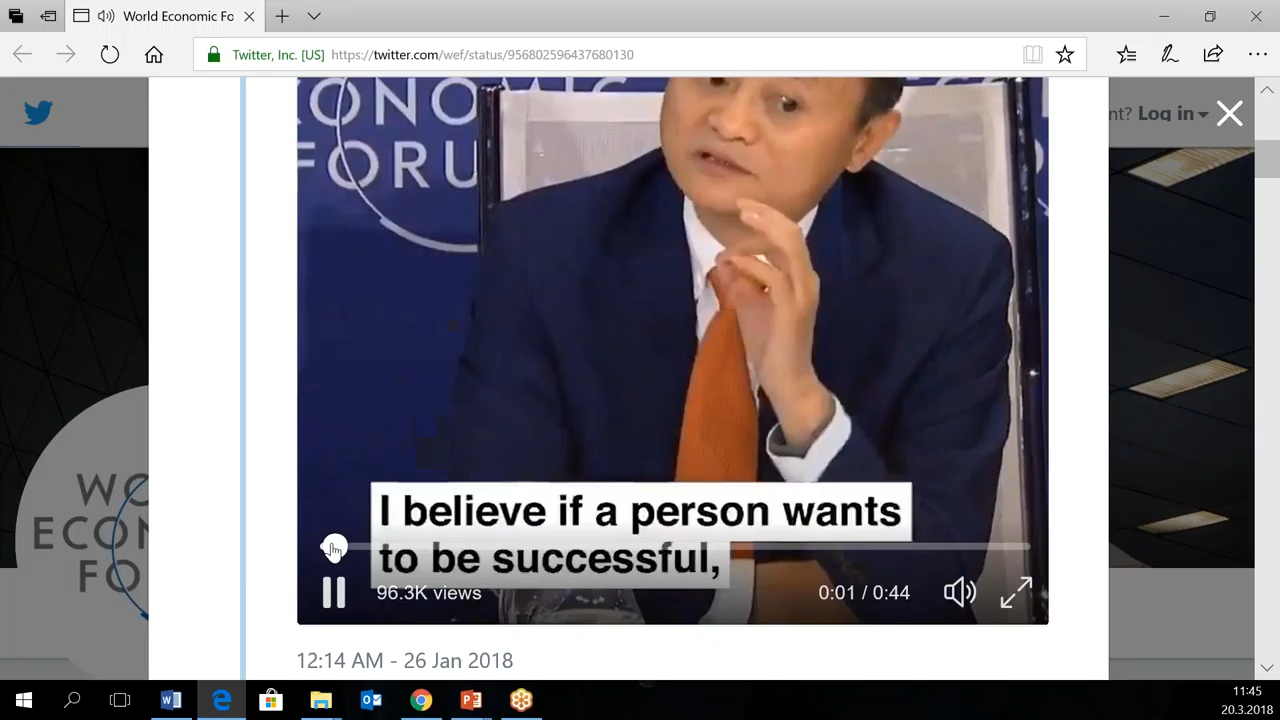 World Economic Fo
Twitter, Inc. [US] https://twitter.com/wef/status/956802596437680130
nt? Log in
ONOMIC
FORU
WO
ECON
FO
I believe if a person wants
to be successful,
96.3K views 0:01 / 0:44
12:14 AM - 26 Jan 2018
11:45
20.3.2018